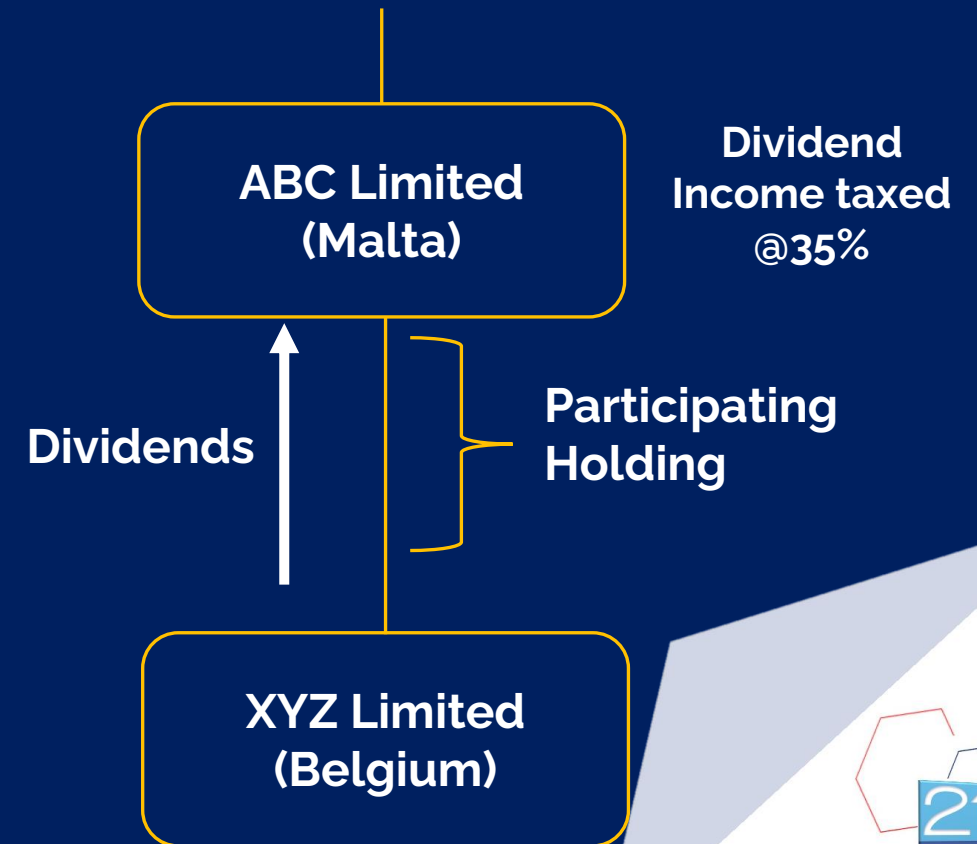 ABC Limited
(Malta)
Dividend
Income taxed
@35%
Dividends
Participating
Holding
XYZ Limited
(Belgium)